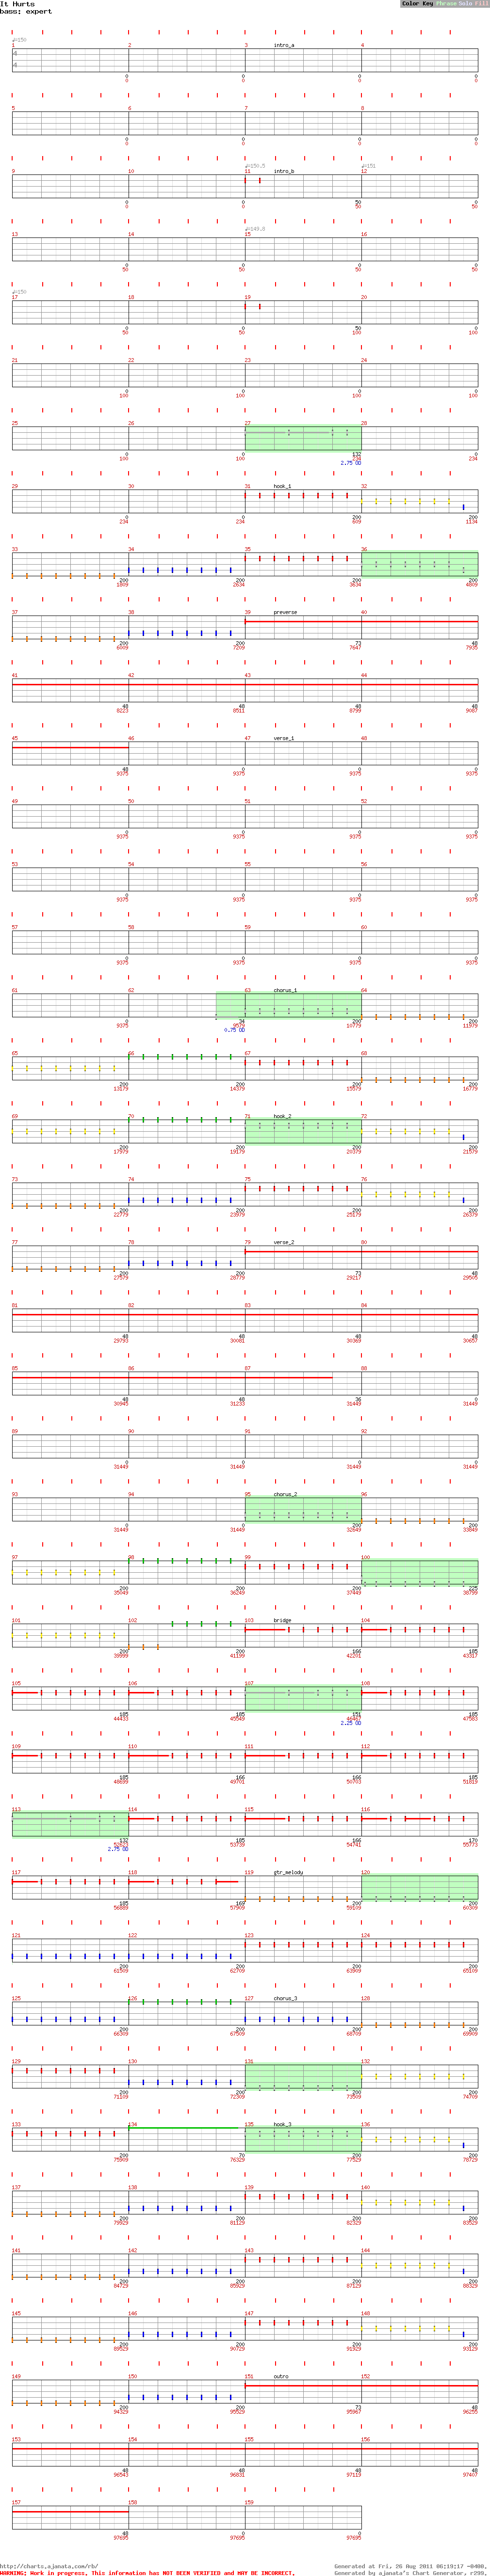 It Hurts
bass; expert
Color Key Phrase Solo Fill
♩=150
1 2 3 intro_a 4
4
4
0 0 0 0
0 0 0 0
5 6 7 8
0 0 0 0
0 0 0 0
♩=150.5 ♩=151
9 10 11 intro_b 12
0 0 50 0
0 0 50 50
♩=149.8
13 14 15 16
0 0 0 0
50 50 50 50
♩=150
17 18 19 20
0 0 50 0
50 50 100 100
21 22 23 24
0 0 0 0
100 100 100 100
25 26 27 28
0 0 132 0
100 100 234 234
2.75 OD
29 30 31 hook_1 32
0 0 200 200
234 234 609 1134
33 34 35 36
200 200 200 200
1809 2634 3634 4809
37 38 39 preverse 40
200 200 73 48
6009 7209 7647 7935
41 42 43 44
48 48 48 48
8223 8511 8799 9087
45 46 47 verse_1 48
48 0 0 0
9375 9375 9375 9375
49 50 51 52
0 0 0 0
9375 9375 9375 9375
53 54 55 56
0 0 0 0
9375 9375 9375 9375
57 58 59 60
0 0 0 0
9375 9375 9375 9375
61 62 63 chorus_1 64
0 34 200 200
9375 9579 10779 11979
0.75 OD
65 66 67 68
200 200 200 200
13179 14379 15579 16779
69 70 71 hook_2 72
200 200 200 200
17979 19179 20379 21579
73 74 75 76
200 200 200 200
22779 23979 25179 26379
77 78 79 verse_2 80
200 200 73 48
27579 28779 29217 29505
81 82 83 84
48 48 48 48
29793 30081 30369 30657
85 86 87 88
48 48 36 0
30945 31233 31449 31449
89 90 91 92
0 0 0 0
31449 31449 31449 31449
93 94 95 chorus_2 96
0 0 200 200
31449 31449 32649 33849
97 98 99 100
200 200 200 225
35049 36249 37449 38799
101 102 103 bridge 104
200 200 166 185
39999 41199 42201 43317
105 106 107 108
185 185 151 185
44433 45549 46467 47583
2.25 OD
109 110 111 112
185 166 166 185
48699 49701 50703 51819
113 114 115 116
132 185 166 170
52623 53739 54741 55773
2.75 OD
117 118 119 gtr_melody 120
185 169 200 200
56889 57909 59109 60309
121 122 123 124
200 200 200 200
61509 62709 63909 65109
125 126 127 chorus_3 128
200 200 200 200
66309 67509 68709 69909
129 130 131 132
200 200 200 200
71109 72309 73509 74709
133 134 135 hook_3 136
200 70 200 200
75909 76329 77529 78729
137 138 139 140
200 200 200 200
79929 81129 82329 83529
141 142 143 144
200 200 200 200
84729 85929 87129 88329
145 146 147 148
200 200 200 200
89529 90729 91929 93129
149 150 151 outro 152
200 200 73 48
94329 95529 95967 96255
153 154 155 156
48 48 48 48
96543 96831 97119 97407
157 158 159
48 0 0
97695 97695 97695
http://charts.ajanata.com/rb/ Generated at Fri, 26 Aug 2011 06:19:17 -0400,
WARNING: Work in progress. This information has NOT BEEN VERIFIED and MAY BE INCORRECT. Generated by ajanata's Chart Generator, r299,